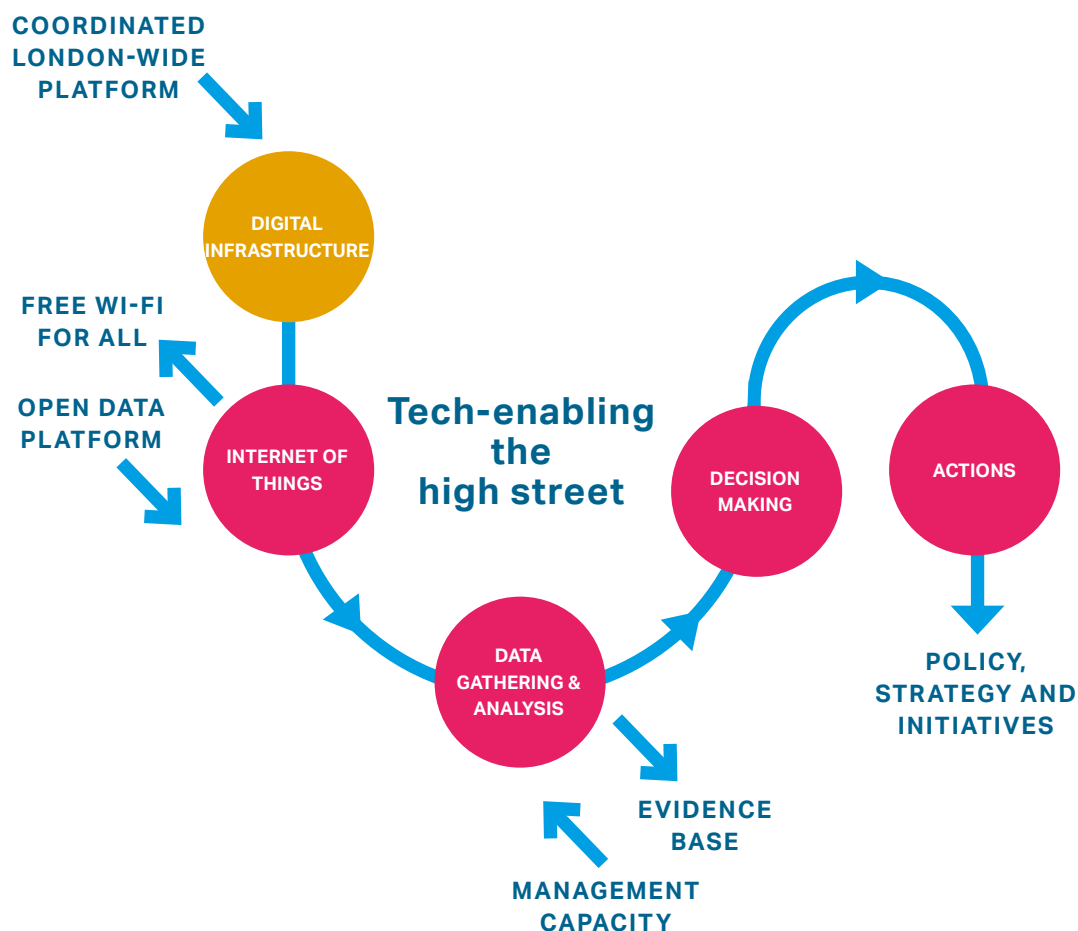 COORDINATED
LONDON-WIDE
PLATFORM
DIGITAL
INFRASTRUCTURE
FREE WI-FI
FOR ALL
OPEN DATA
PLATFORM
INTERNET OF
THINGS
Tech-enabling
the
high street
DECISION
MAKING
ACTIONS
DATA
GATHERING &
ANALYSIS
POLICY,
STRATEGY AND
INITIATIVES
EVIDENCE
BASE
MANAGEMENT
CAPACITY